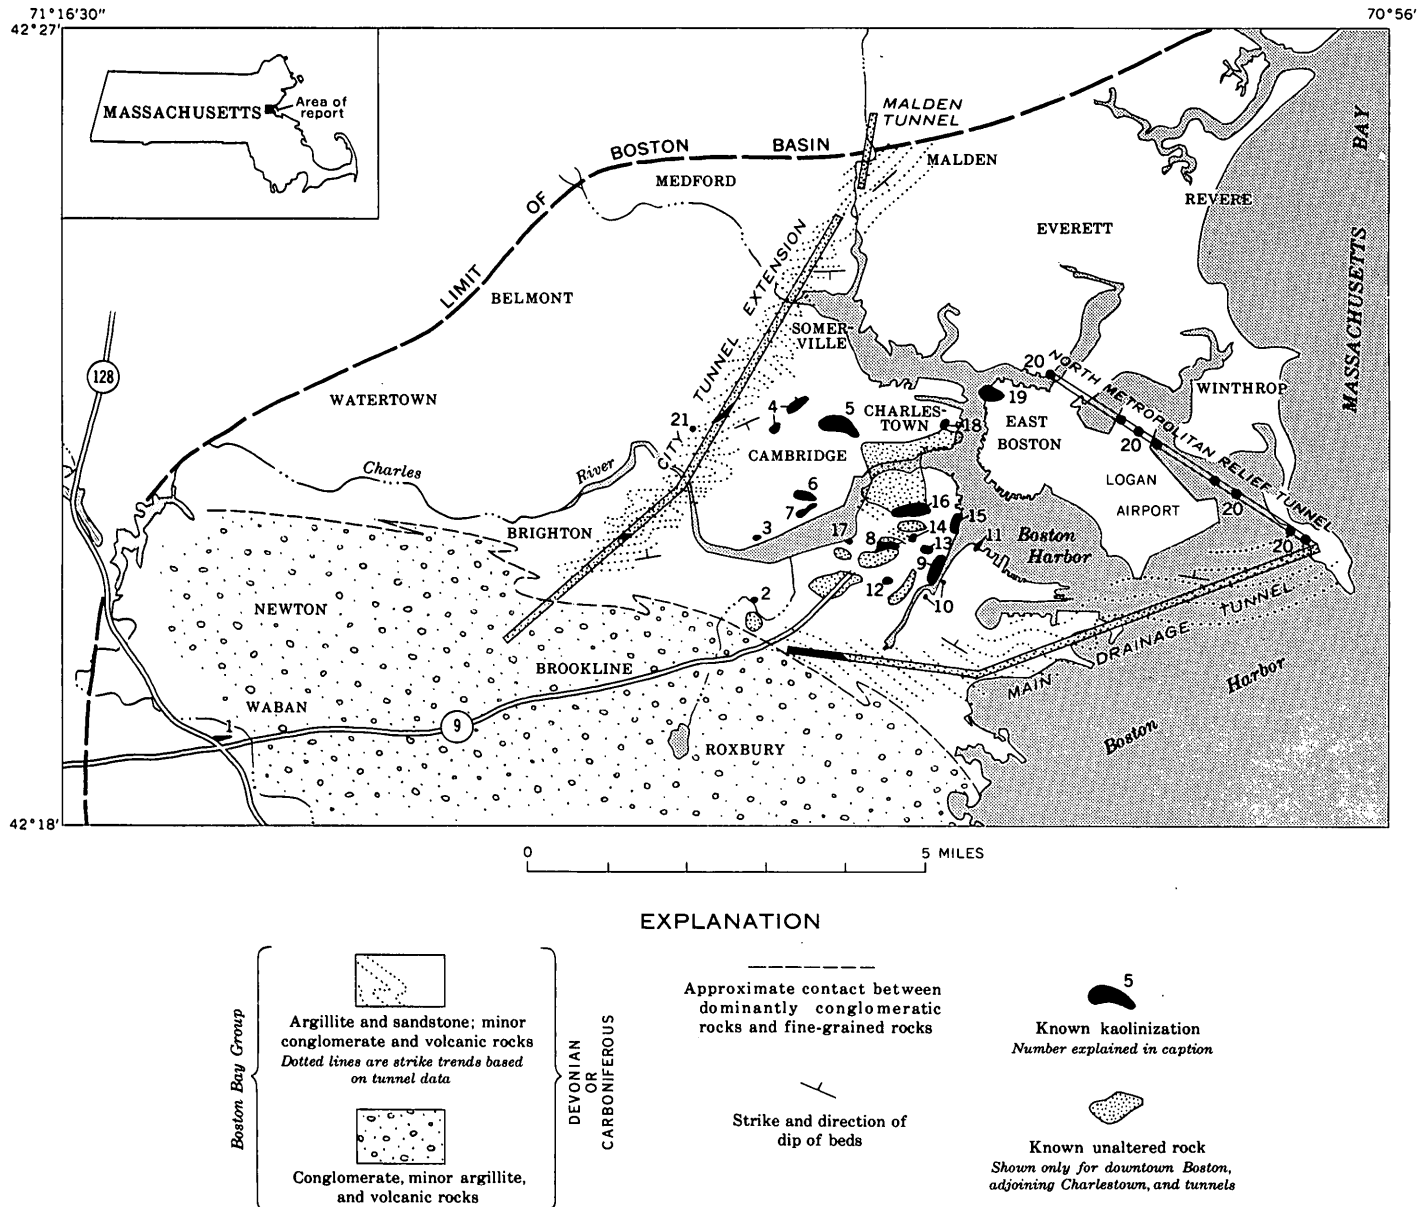 71°16'30"
70°56'
42°27'
MASSACHUSETTS
Area of
report
MALDEN
TUNNEL
BAY
LIMIT OF BOSTON BASIN
MEDFORD
MALDEN
REVERE
EVERETT
MASSACHUSETTS
BELMONT
CITY TUNNEL EXTENSION
SOMER-
VILLE
128
WATERTOWN
20
NORTH METROPOLITAN RELIEF TUNNEL
WINTHROP
4
5
CHARLES-
TOWN
18
19
EAST
BOSTON
20
21
CAMBRIDGE
Charles
River
6
7
LOGAN
AIRPORT
20
16
15
BRIGHTON
3
17
14
8
13
11
Boston
Harbor
20
9
12
10
2
NEWTON
MAIN DRAINAGE TUNNEL
BROOKLINE
Boston Harbor
WABAN
1
9
ROXBURY
42°18'
0
5 MILES
EXPLANATION
Boston Bay Group
Argillite and sandstone; minor
conglomerate and volcanic rocks
Dotted lines are strike trends based
on tunnel data
Conglomerate, minor argillite,
and volcanic rocks
DEVONIAN
OR
CARBONIFEROUS
Approximate contact between
dominantly conglomeratic
rocks and fine-grained rocks
Strike and direction of
dip of beds
5
Known kaolinization
Number explained in caption
Known unaltered rock
Shown only for downtown Boston,
adjoining Charlestown, and tunnels